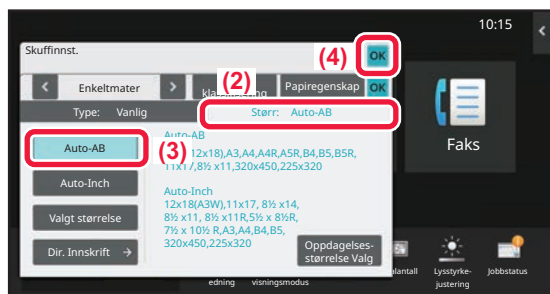 10:15
Skuffinnst.
(4)
OK
(2)
Enkeltmater
Papiregenskap
OK
Type: Vanlig
Størr: Auto-AB
Auto-AB
(3)
Auto-AB
12x18),A3,A4,A4R,A5R,B4,B5,B5R,
11x17,8½ x11,320x450,225x320
Faks
Auto-Inch
Auto-Inch
12x18(A3W),11x17, 8½ x14,
8½ x11, 8½ x11R,5½ x 8½R,
7½ x 10½ R,A3,A4,B4,B5,
320x450,225x320
Valgt størrelse
Dir. Innskrift →
Oppdagelses-
størrelse Valg
alantall
Lysstyrke-
justering
Jobbstatus
edning
visningsmodus